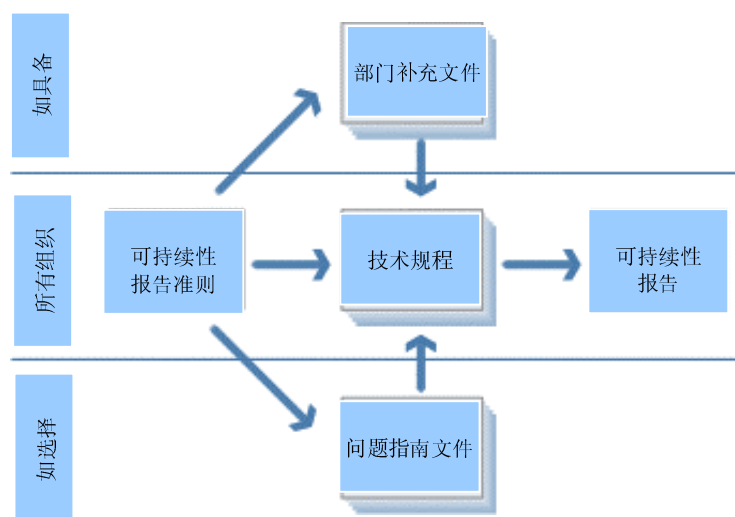 如具备
部门补充文件
所有组织
可持续性
报告准则
技术规程
可持续性
报告
如选择
问题指南文件